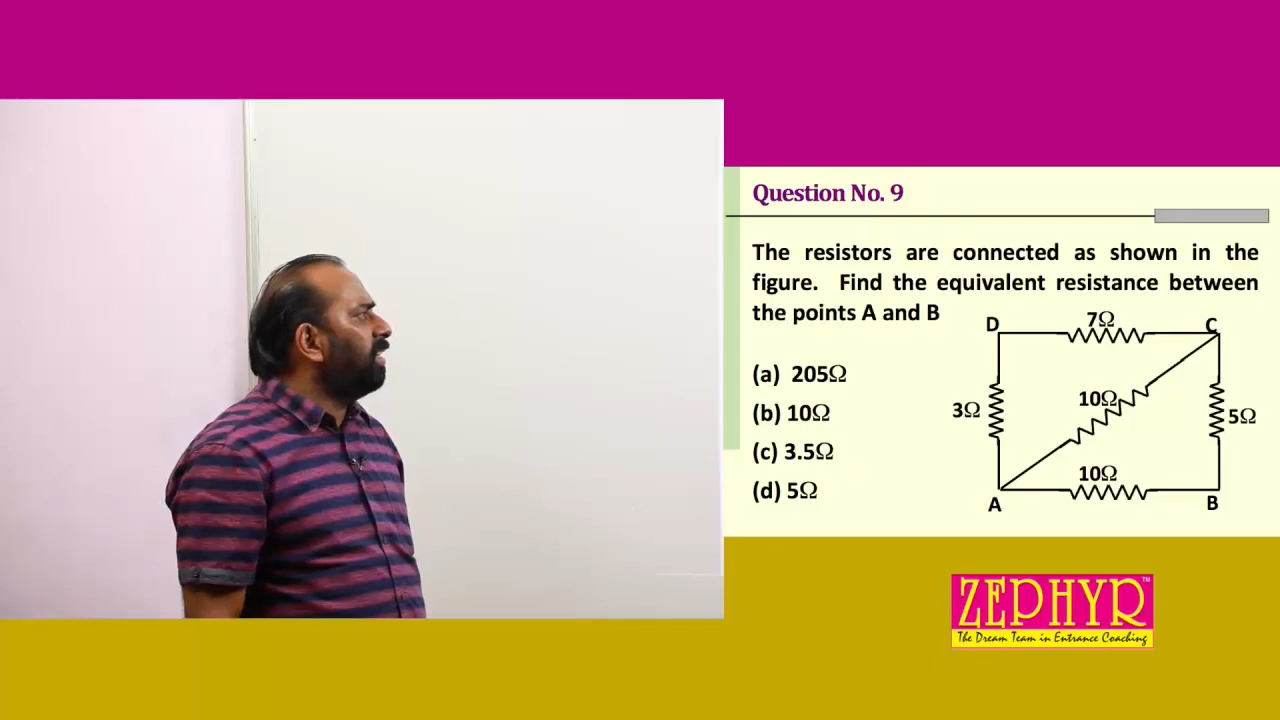 Question No. 9
The resistors are connected as shown in the
figure. Find the equivalent resistance between
the points A and B
D
7Ω
C
(a) 205Ω
3Ω
10Ω
5Ω
(b) 10Ω
(c) 3.5Ω
(d) 5Ω
10Ω
A
B
ZEPHYR™
The Dream Team in Entrance Coaching